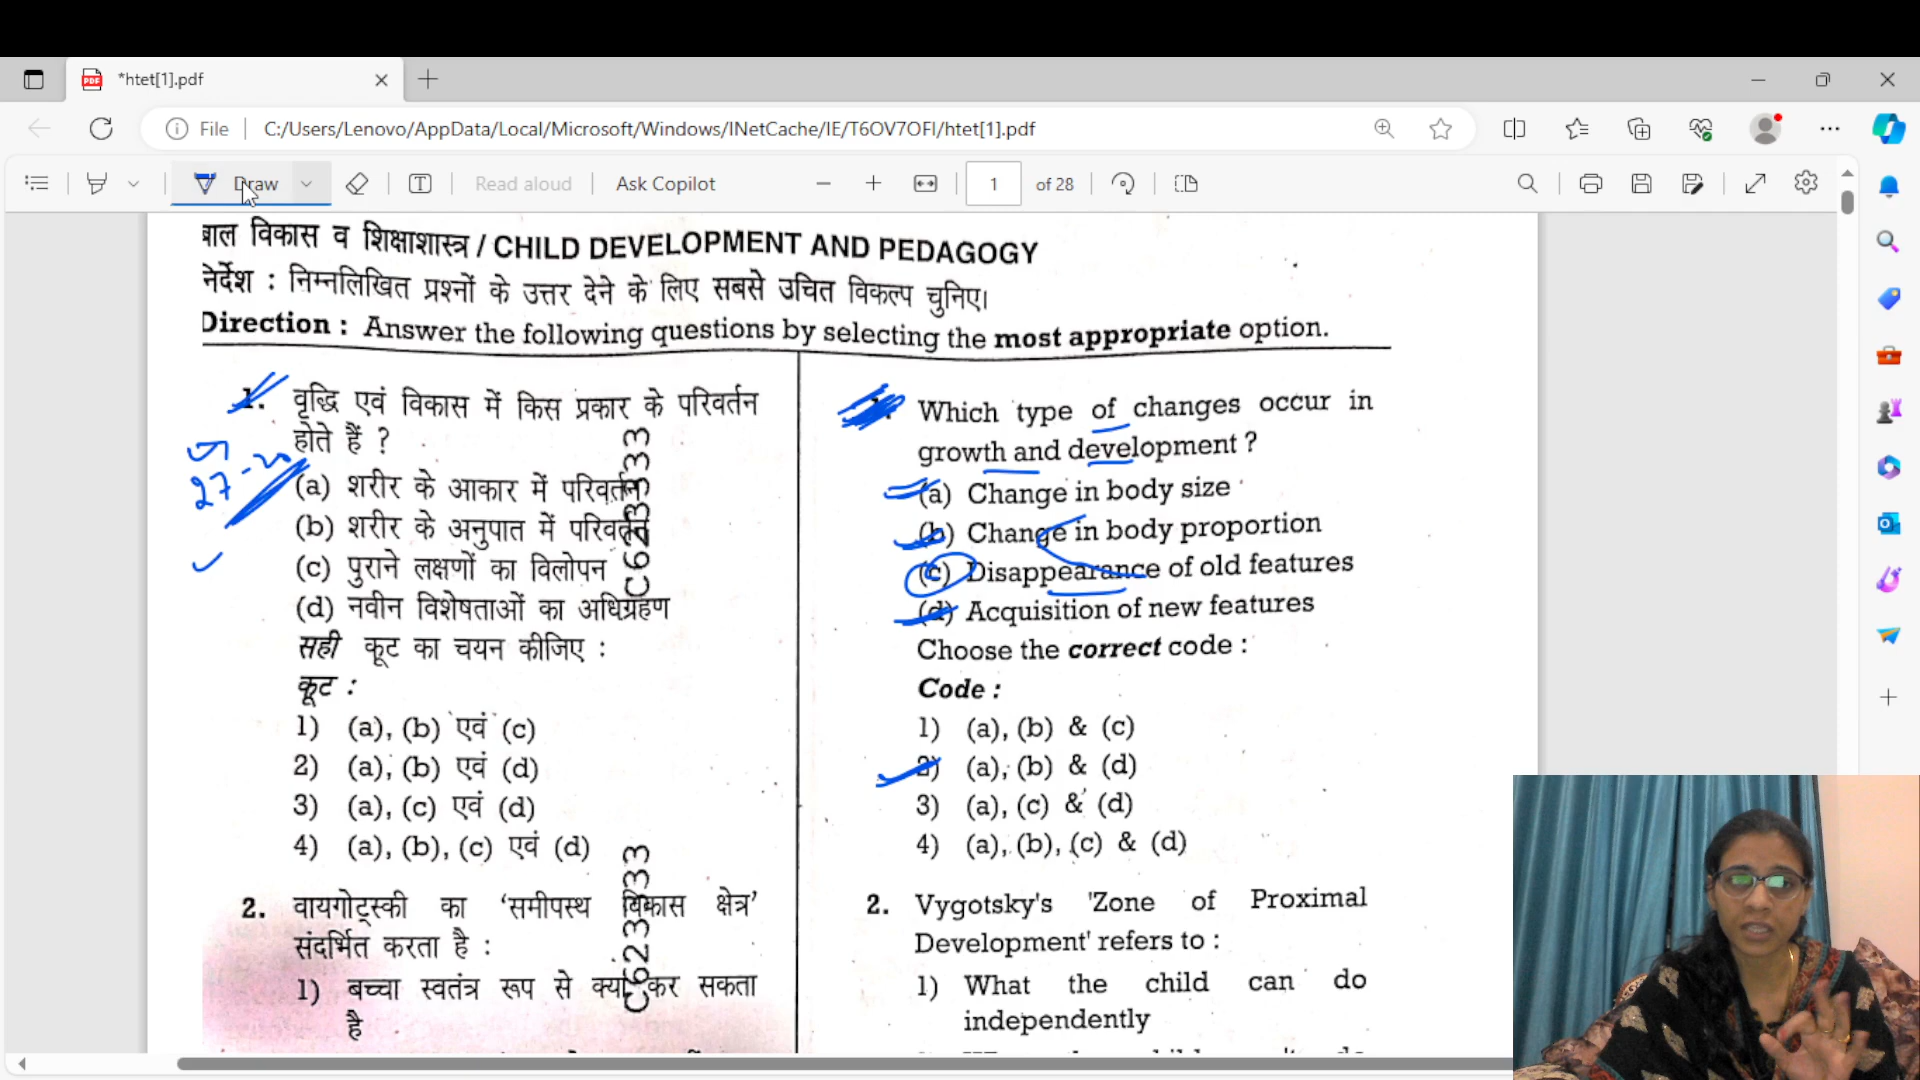 *htet[1].pdf
File C:/Users/Lenovo/AppData/Local/Microsoft/Windows/INetCache/IE/T6OV7OFI/htet[1].pdf
Draw Read aloud Ask Copilot 1 of 28
बाल विकास व शिक्षाशास्त्र / CHILD DEVELOPMENT AND PEDAGOGY
निर्देश : निम्नलिखित प्रश्नों के उत्तर देने के लिए सबसे उचित विकल्प चुनिए।
Direction : Answer the following questions by selecting the most appropriate option.
1. वृद्धि एवं विकास में किस प्रकार के परिवर्तन
होते हैं ?
27-20
(a) शरीर के आकार में परिवर्तन
(b) शरीर के अनुपात में परिवर्तन
(c) पुराने लक्षणों का विलोपन
(d) नवीन विशेषताओं का अधिग्रहण
सही कूट का चयन कीजिए :
कूट :
1) (a), (b) एवं (c)
2) (a), (b) एवं (d)
3) (a), (c) एवं (d)
4) (a), (b), (c) एवं (d)
2. वायगोट्स्की का ‘समीपस्थ विकास क्षेत्र’
संदर्भित करता है :
1) बच्चा स्वतंत्र रूप से क्या कर सकता
है
C623333
C623333
Which type of changes occur in
growth and development ?
(a) Change in body size
(b) Change in body proportion
(c) Disappearance of old features
(d) Acquisition of new features
Choose the correct code :
Code :
1) (a), (b) & (c)
2) (a), (b) & (d)
3) (a), (c) & (d)
4) (a), (b), (c) & (d)
2. Vygotsky's 'Zone of Proximal
Development' refers to :
1) What the child can do
independently